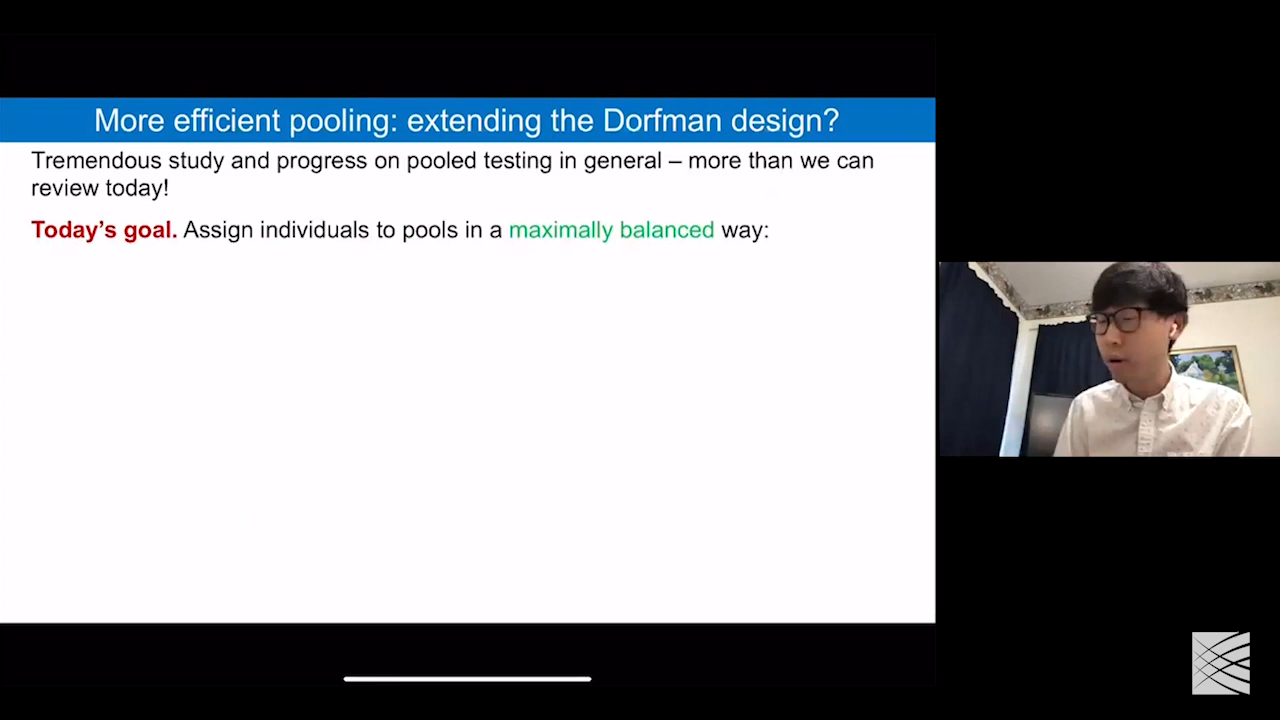 More efficient pooling: extending the Dorfman design?
Tremendous study and progress on pooled testing in general – more than we can
review today!
Today's goal. Assign individuals to pools in a maximally balanced way: